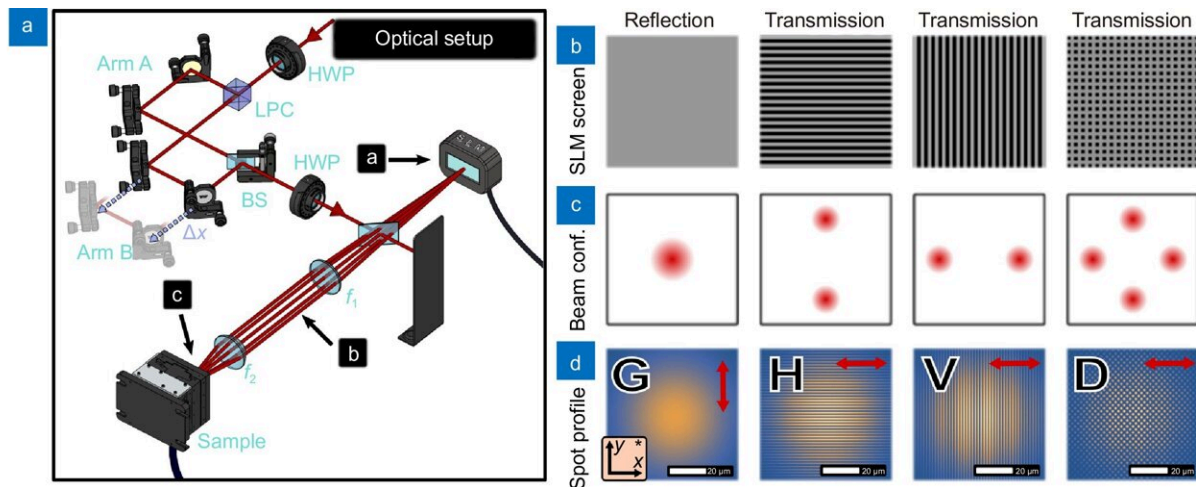 a
Optical setup
Arm A
HWP
LPC
SLM
a
HWP
BS
Δx
Arm B
f1
c
b
f2
Sample
Reflection Transmission Transmission Transmission
b
SLM screen
c
Beam conf.
d
Spot profile
G H V D
y * x
20 μm 20 μm 20 μm 20 μm